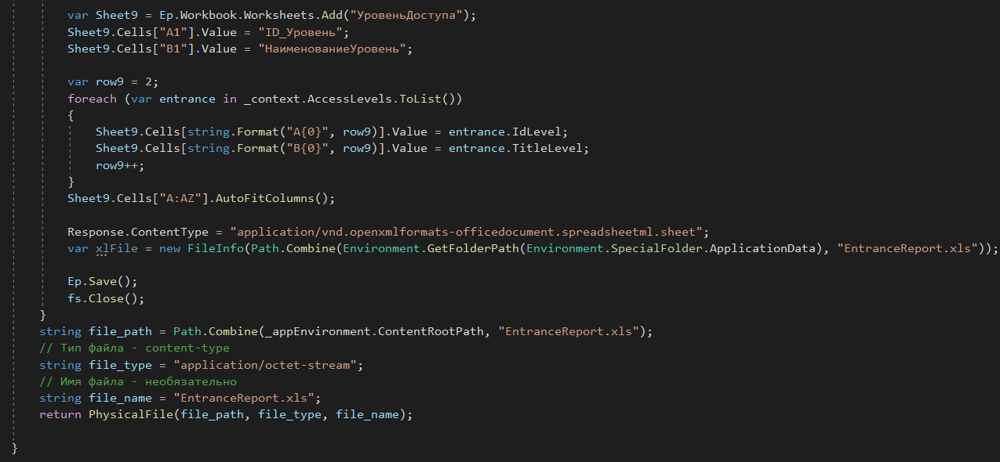 var Sheet9 = Ep.Workbook.Worksheets.Add("УровеньДоступа");
Sheet9.Cells["A1"].Value = "ID_Уровень";
Sheet9.Cells["B1"].Value = "НаименованиеУровень";
var row9 = 2;
foreach (var entrance in _context.AccessLevels.ToList())
{
Sheet9.Cells[string.Format("A{0}", row9)].Value = entrance.IdLevel;
Sheet9.Cells[string.Format("B{0}", row9)].Value = entrance.TitleLevel;
row9++;
}
Sheet9.Cells["A:AZ"].AutoFitColumns();
Response.ContentType = "application/vnd.openxmlformats-officedocument.spreadsheetml.sheet";
var xlFile = new FileInfo(Path.Combine(Environment.GetFolderPath(Environment.SpecialFolder.ApplicationData), "EntranceReport.xls"));
Ep.Save();
fs.Close();
}
string file_path = Path.Combine(_appEnvironment.ContentRootPath, "EntranceReport.xls");
// Тип файла - content-type
string file_type = "application/octet-stream";
// Имя файла - необязательно
string file_name = "EntranceReport.xls";
return PhysicalFile(file_path, file_type, file_name);
}